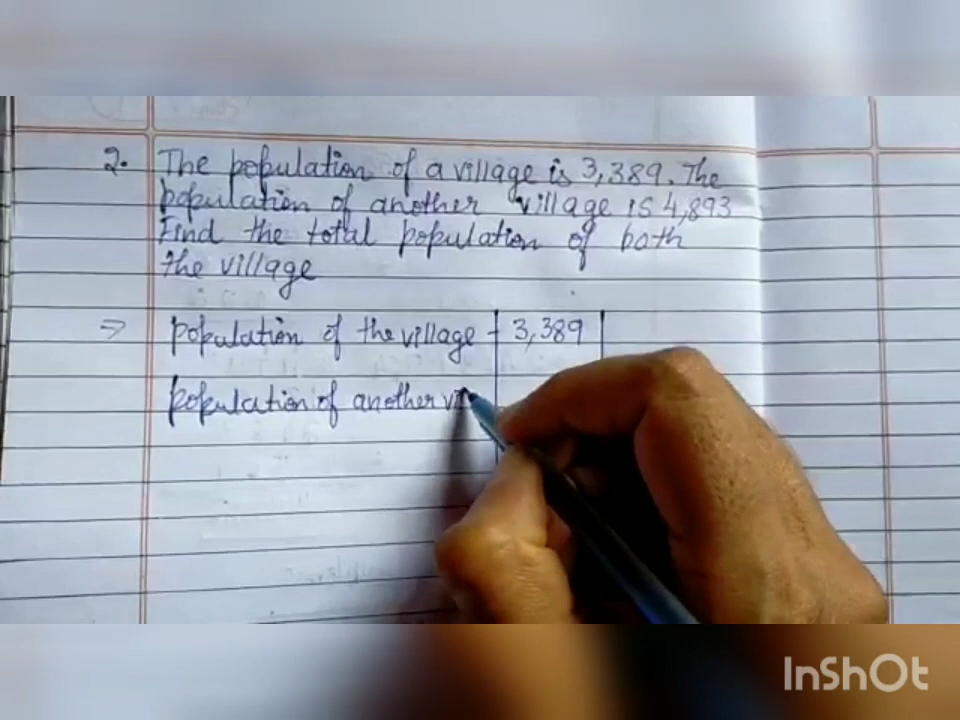 2. The population of a village is 3,389. The
population of another village is 4,893
Find the total population of both
the village
⇒ population of the village - 3,389
population of another vi
InShOt